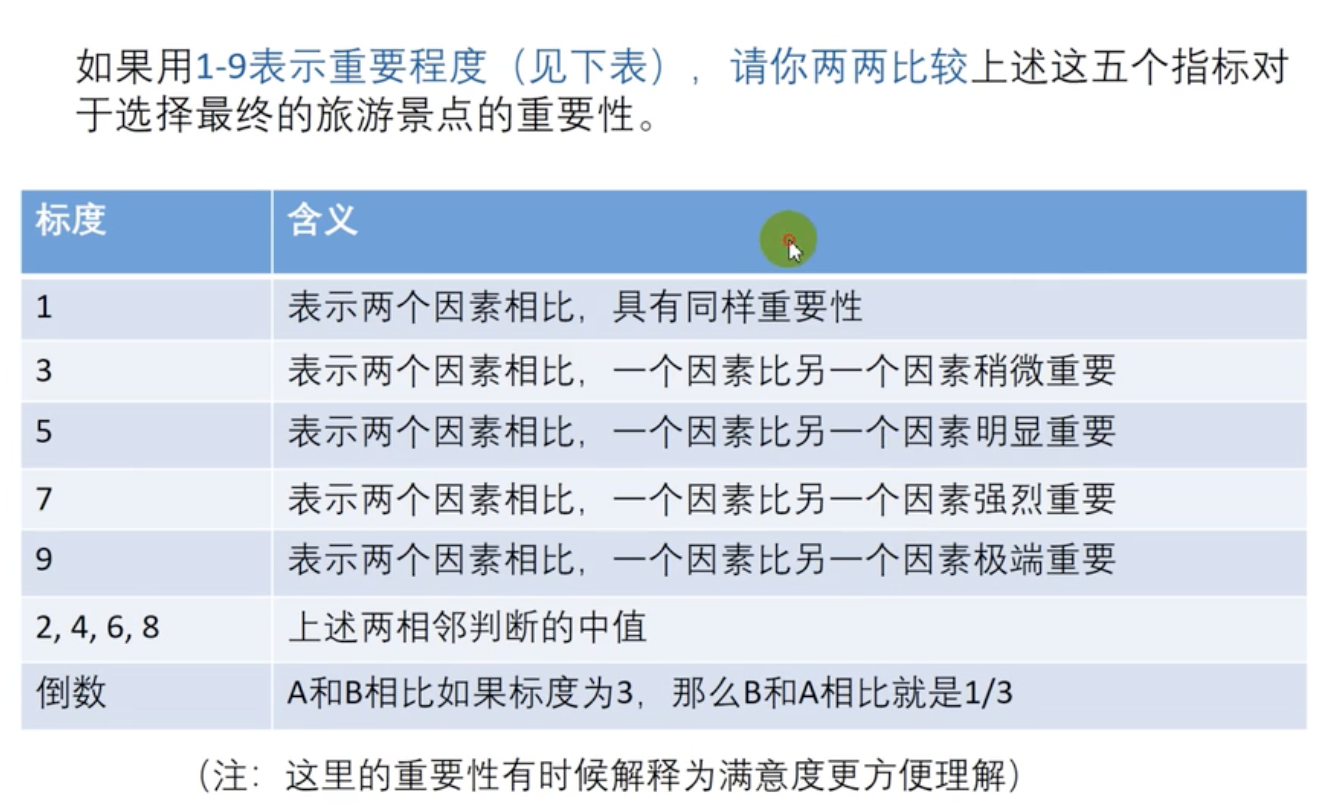 如果用1-9表示重要程度（见下表），请你两两比较上述这五个指标对
于选择最终的旅游景点的重要性。
标度 含义
1 表示两个因素相比，具有同样重要性
3 表示两个因素相比，一个因素比另一个因素稍微重要
5 表示两个因素相比，一个因素比另一个因素明显重要
7 表示两个因素相比，一个因素比另一个因素强烈重要
9 表示两个因素相比，一个因素比另一个因素极端重要
2, 4, 6, 8 上述两相邻判断的中值
倒数 A和B相比如果标度为3，那么B和A相比就是1/3
（注：这里的重要性有时候解释为满意度更方便理解）